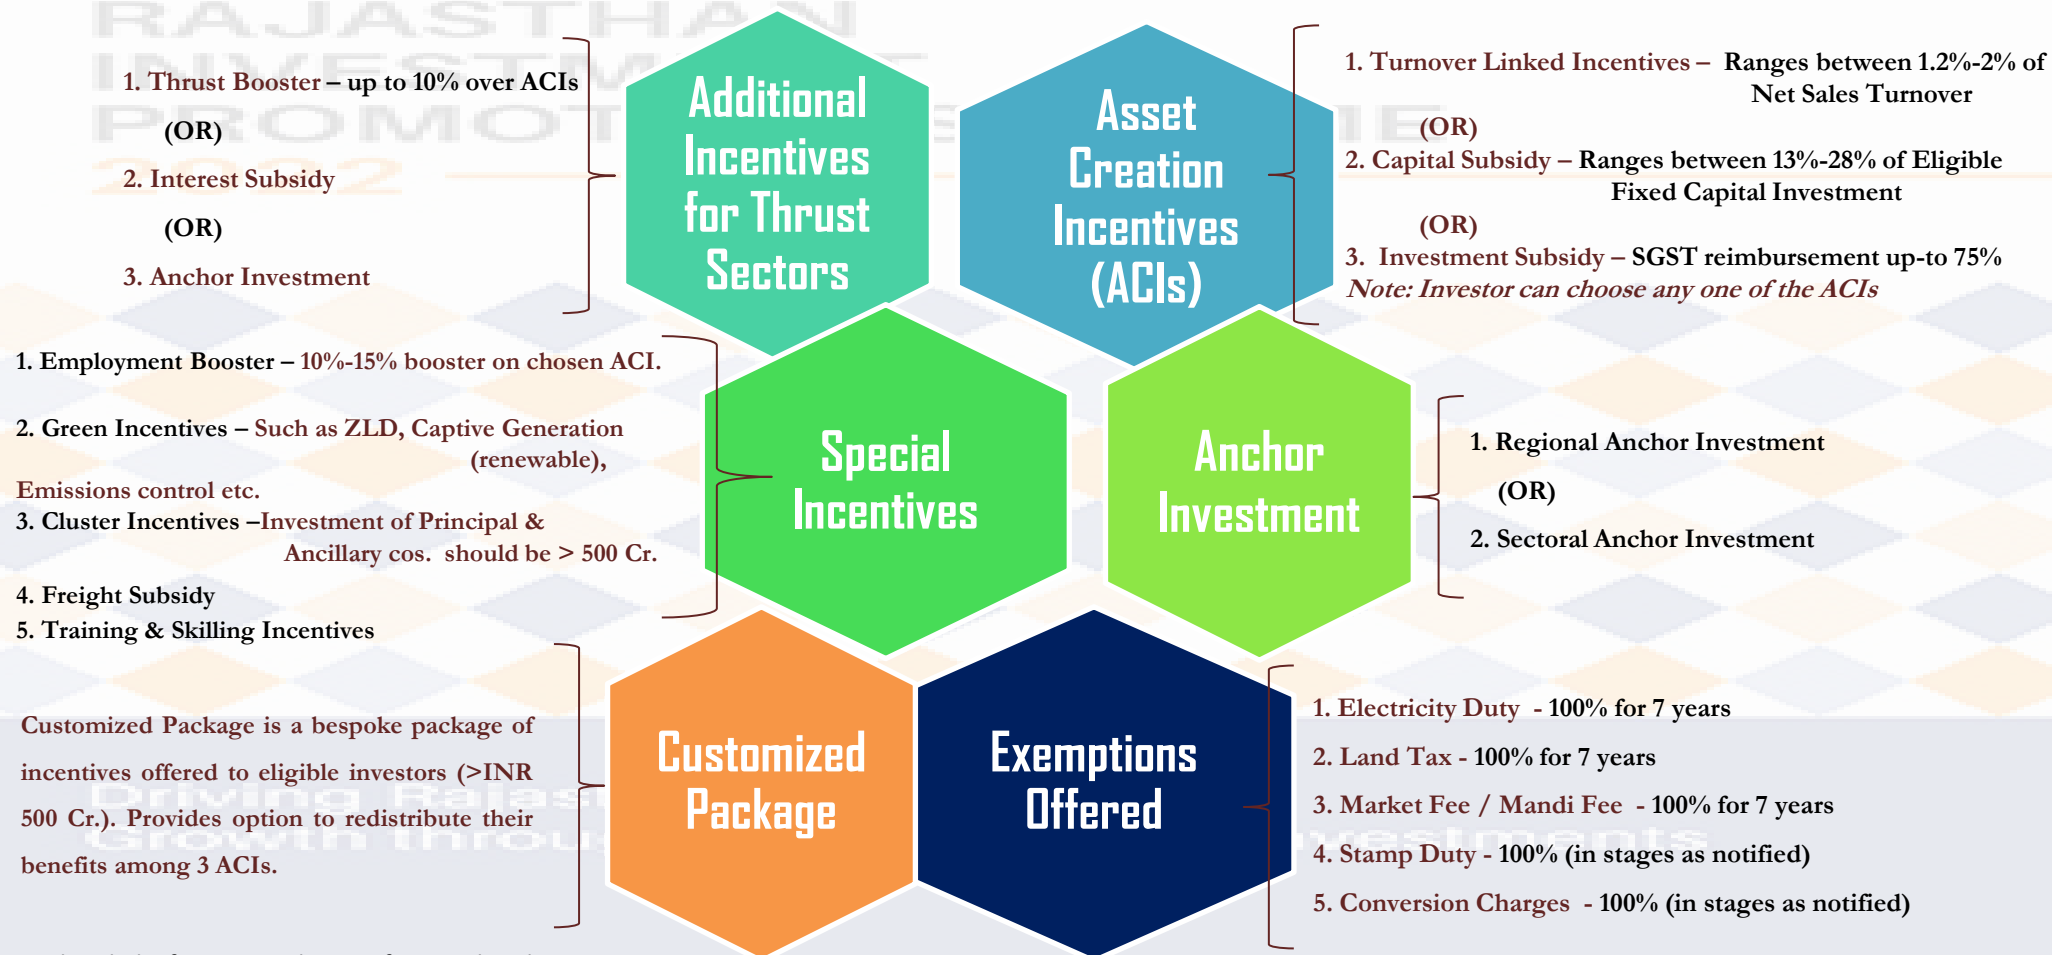 RAJASTHAN
INVESTMENT
PROMOTION SCHEME
2022
1. Thrust Booster – up to 10% over ACIs
(OR)
2. Interest Subsidy
(OR)
3. Anchor Investment
Additional
Incentives
for Thrust
Sectors
Asset
Creation
Incentives
(ACIs)
1. Turnover Linked Incentives – Ranges between 1.2%-2% of
Net Sales Turnover
(OR)
2. Capital Subsidy – Ranges between 13%-28% of Eligible
Fixed Capital Investment
(OR)
3. Investment Subsidy – SGST reimbursement up-to 75%
Note: Investor can choose any one of the ACIs
1. Employment Booster – 10%-15% booster on chosen ACI.
2. Green Incentives – Such as ZLD, Captive Generation
(renewable),
Emissions control etc.
3. Cluster Incentives –Investment of Principal &
Ancillary cos. should be > 500 Cr.
4. Freight Subsidy
5. Training & Skilling Incentives
Special
Incentives
Anchor
Investment
1. Regional Anchor Investment
(OR)
2. Sectoral Anchor Investment
Customized Package is a bespoke package of
incentives offered to eligible investors (>INR
500 Cr.). Provides option to redistribute their
benefits among 3 ACIs.
Customized
Package
Exemptions
Offered
1. Electricity Duty - 100% for 7 years
2. Land Tax - 100% for 7 years
3. Market Fee / Mandi Fee - 100% for 7 years
4. Stamp Duty - 100% (in stages as notified)
5. Conversion Charges - 100% (in stages as notified)
Driving
Growth